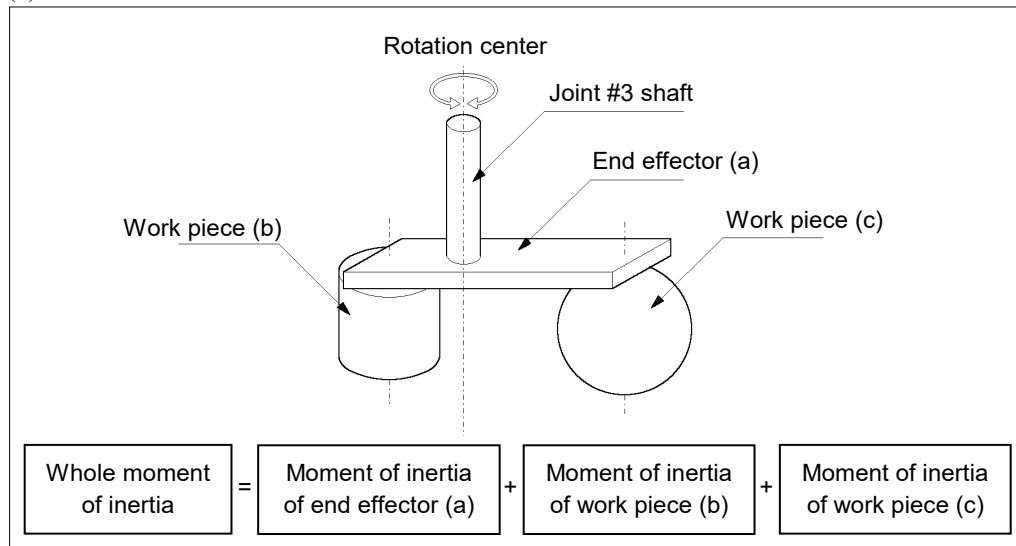 Rotation center
Joint #3 shaft
End effector (a)
Work piece (b)
Work piece (c)
Whole moment
of inertia
=
Moment of inertia
of end effector (a)
+
Moment of inertia
of work piece (b)
+
Moment of inertia
of work piece (c)